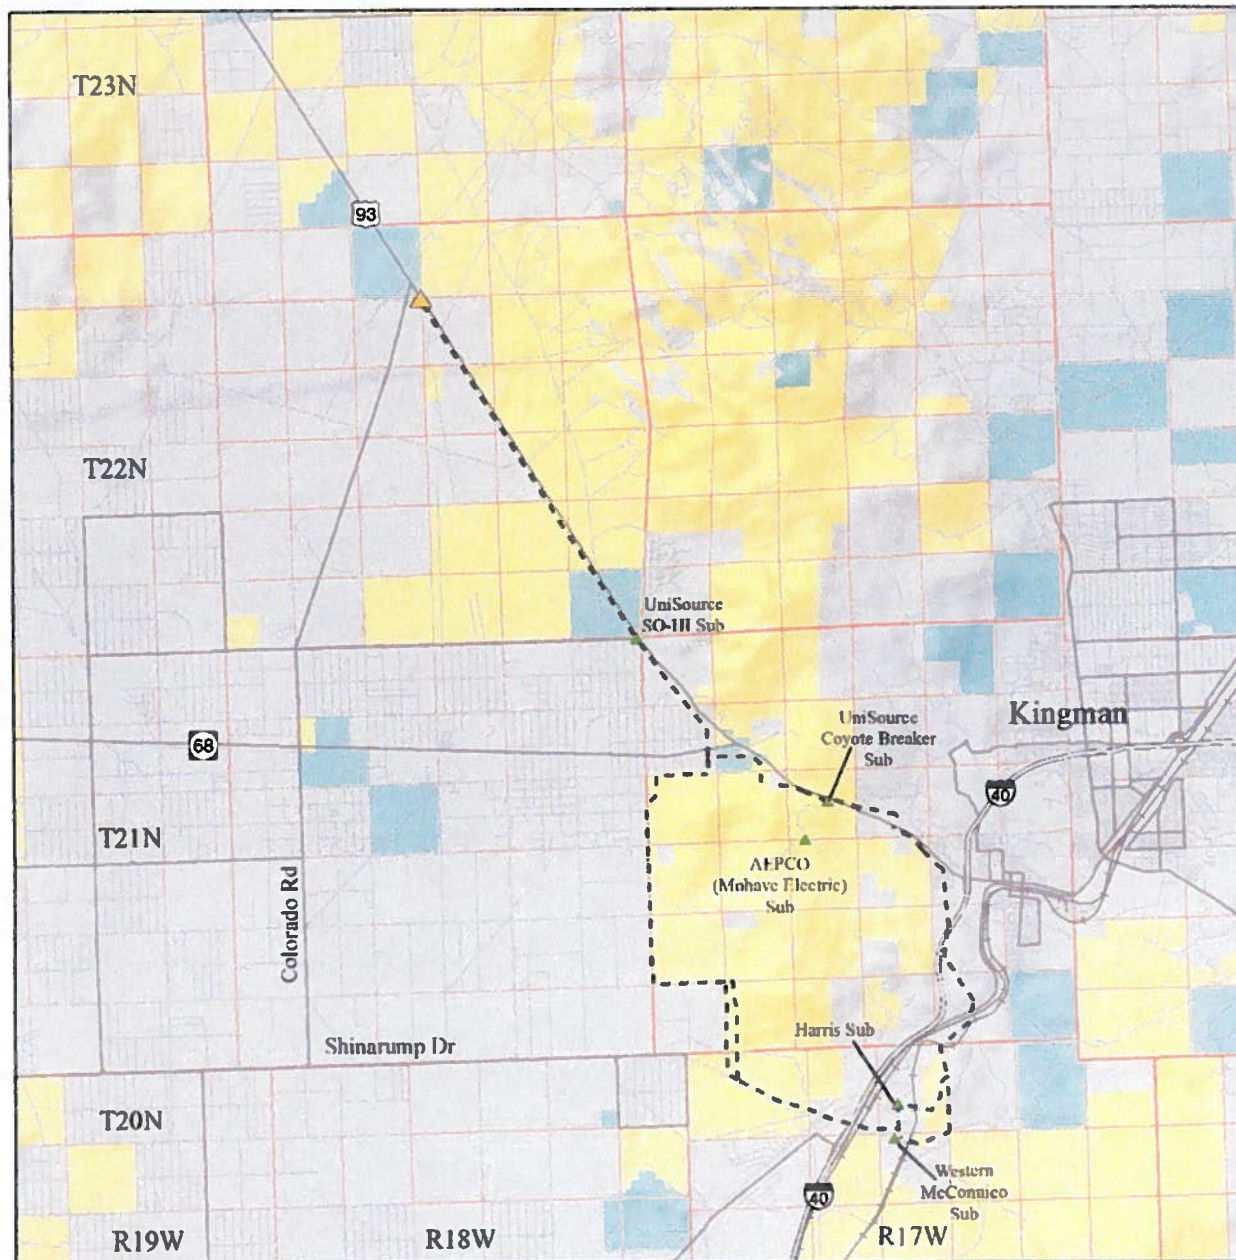 T23N
93
T22N
UniSource
SO-HI Sub
Kingman
UniSource
Coyote Breaker
Sub
68
40
T21N
AEPCO
(Mohave Electric)
Sub
Colorado Rd
Harris Sub
Shinarump Dr
T20N
Western
McConnico
Sub
40
R19W
R18W
R17W